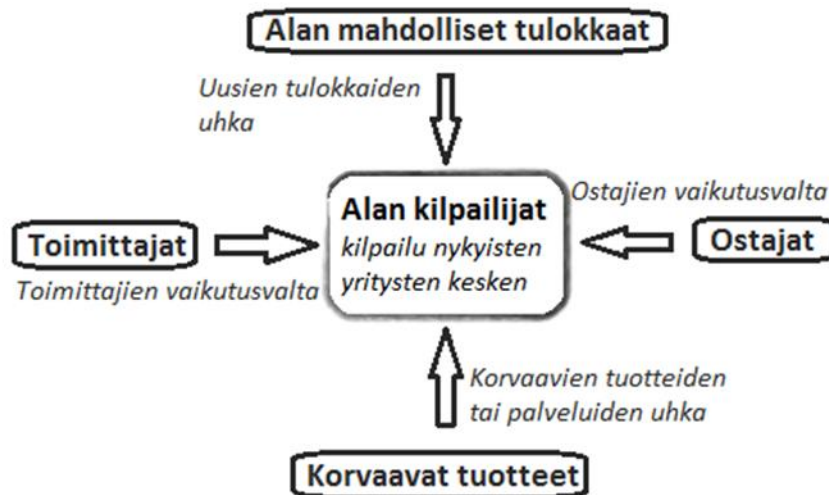 Alan mahdolliset tulokkaat
Uusien tulokkaiden
uhka
Ostajien vaikutusvalta
Alan kilpailijat
kilpailu nykyisten
yritysten kesken
Toimittajat
Ostajat
Toimittajien vaikutusvalta
Korvaavien tuotteiden
tai palveluiden uhka
Korvaavat tuotteet